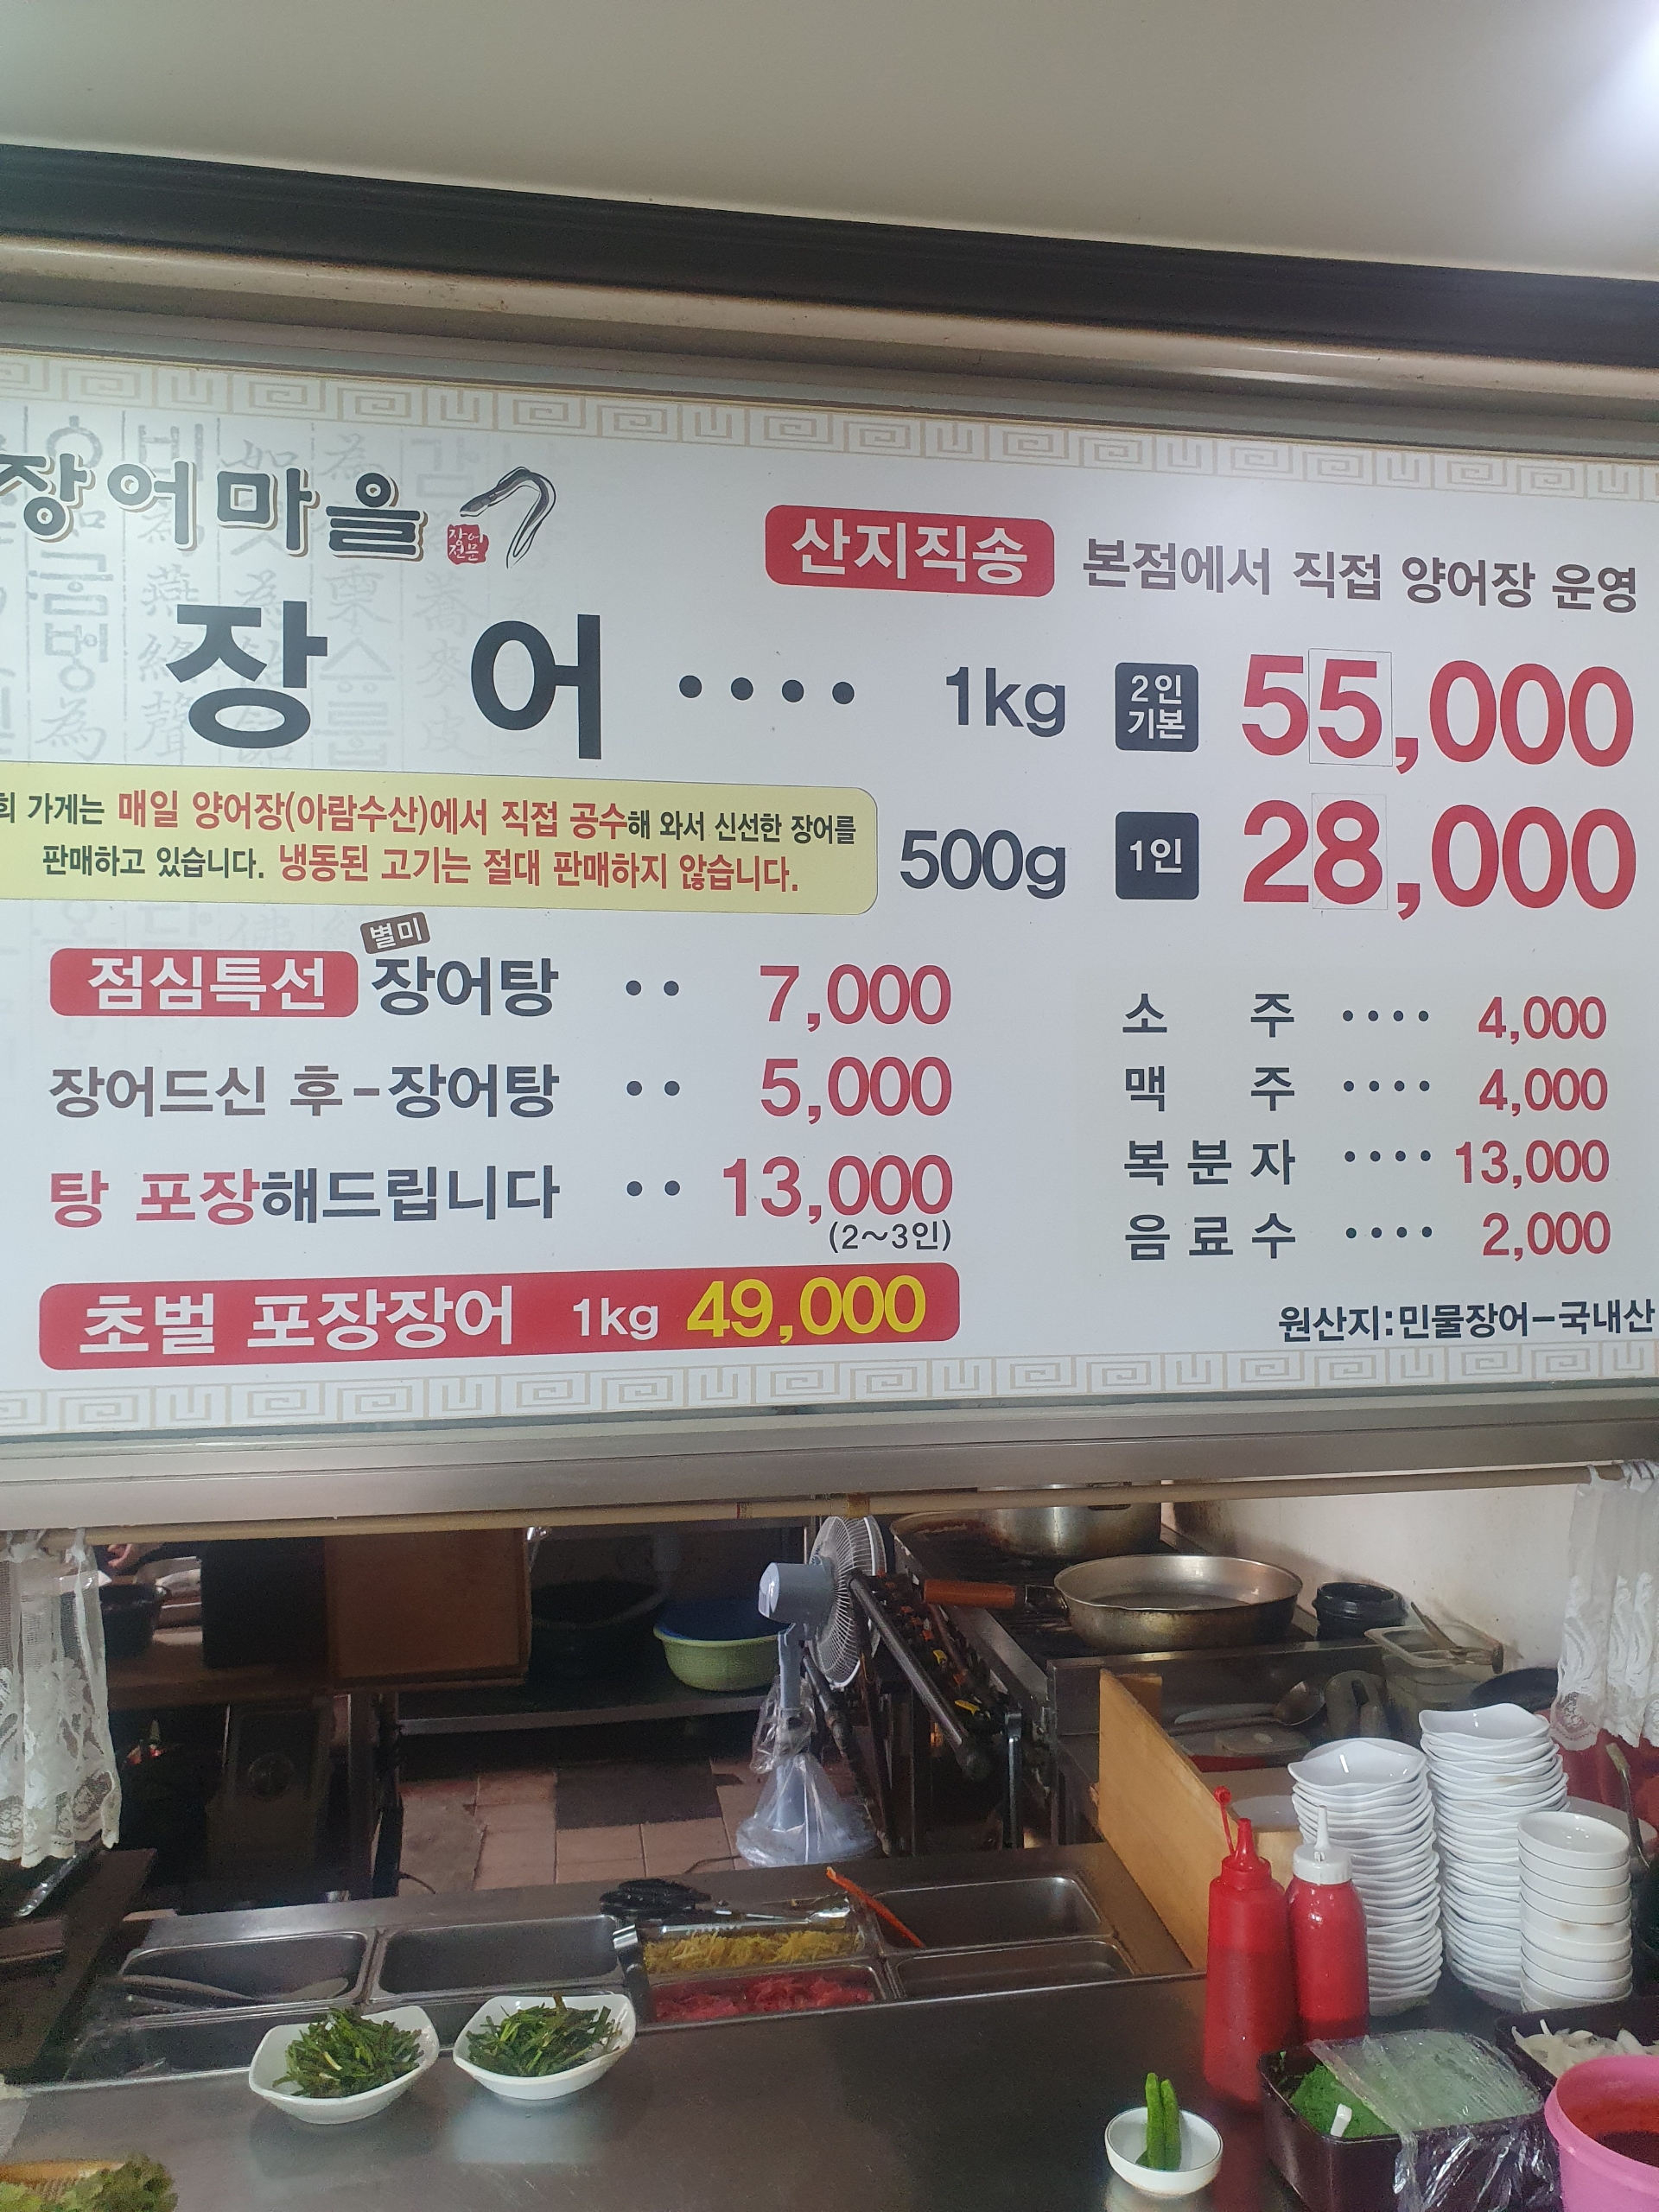 장어마을
장어
전문
산지직송 본점에서 직접 양어장 운영
장 어 ···· 1kg 2인 기본 55,000
가게는 매일 양어장(아람수산)에서 직접 공수해 와서 신선한 장어를
판매하고 있습니다. 냉동된 고기는 절대 판매하지 않습니다.
500g 1인 28,000
별미
점심특선 장어탕 ·· 7,000
장어드신 후-장어탕 ·· 5,000
탕 포장해드립니다 ·· 13,000
(2~3인)
초벌 포장장어 1kg 49,000
소 주 ···· 4,000
맥 주 ···· 4,000
복분자 ···· 13,000
음료수 ···· 2,000
원산지:민물장어-국내산